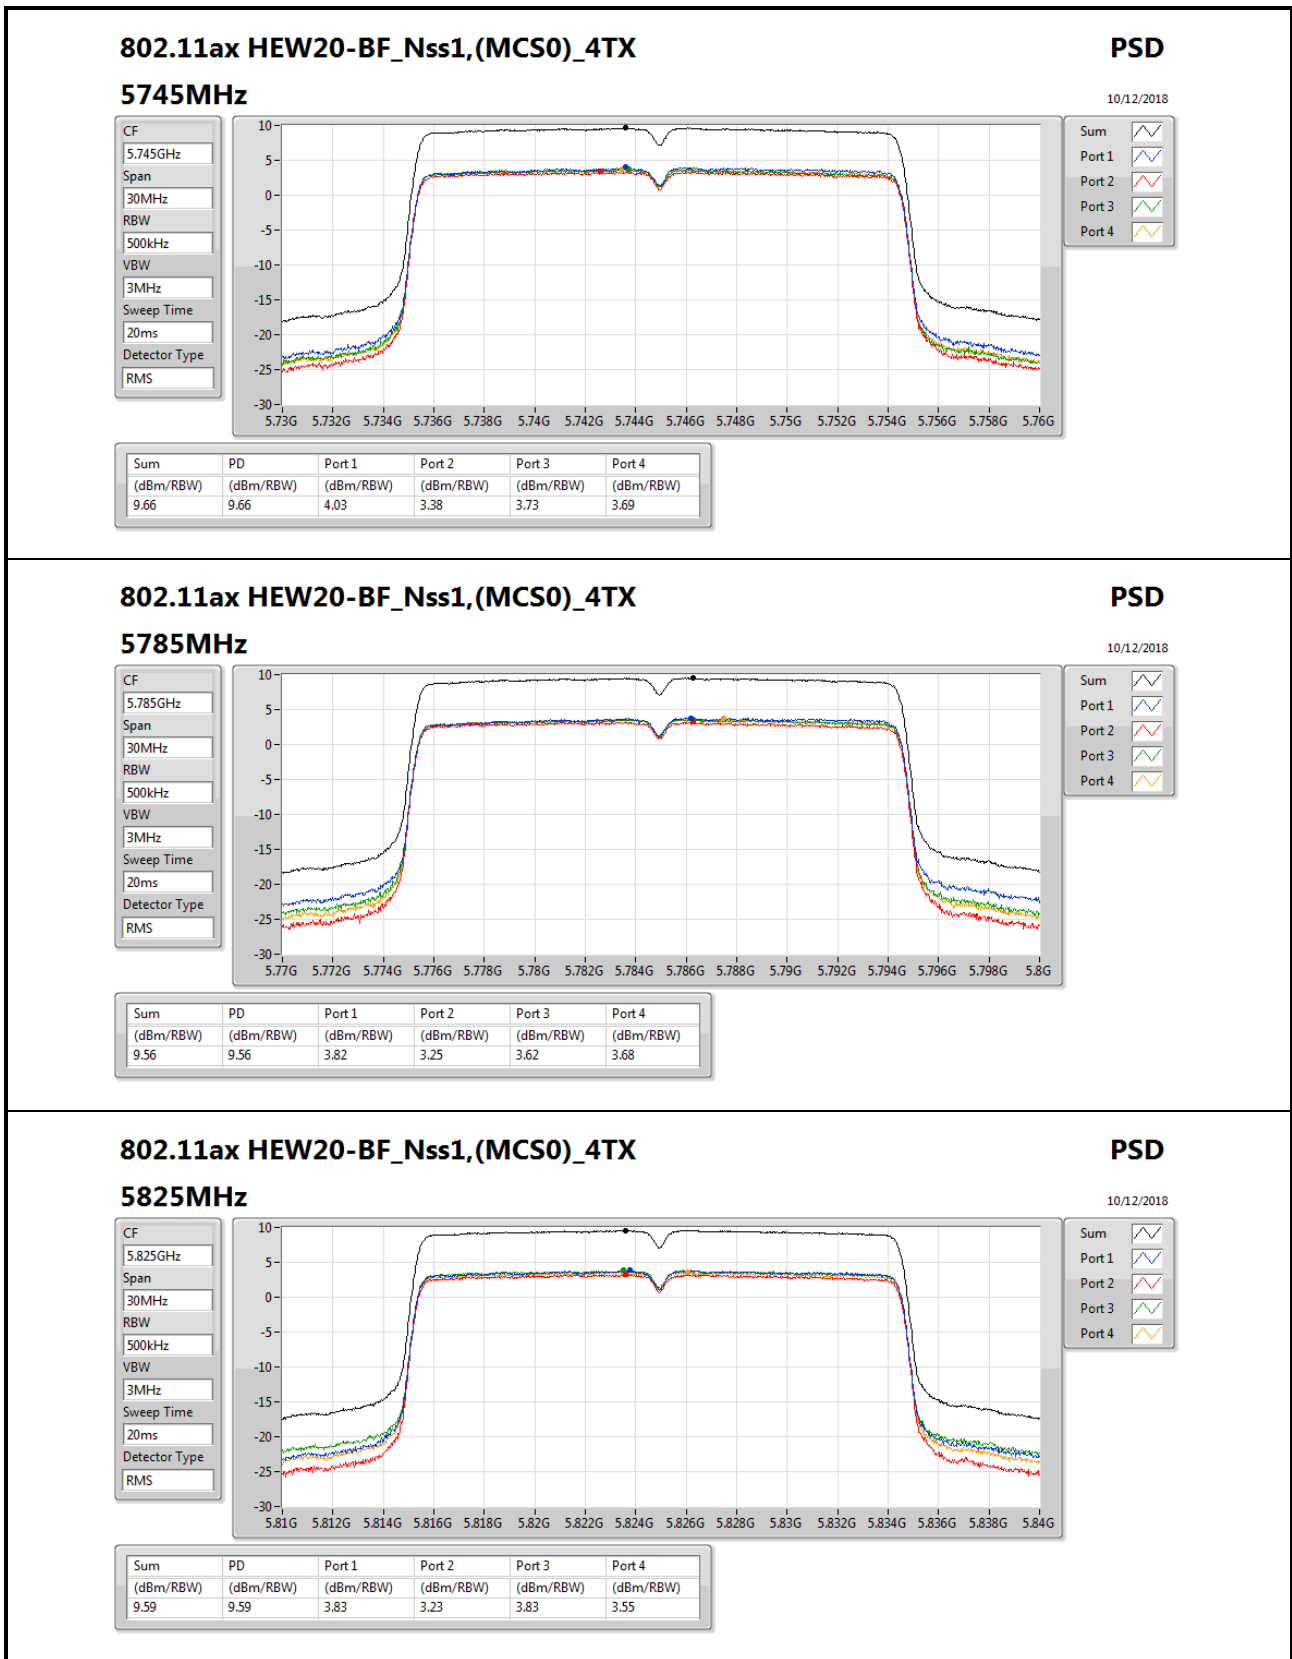 802.11ax HEW20-BF_Nss1,(MCS0)_4TX PSD
5745MHz 10/12/2018
CF
5.745GHz
Span
30MHz
RBW
500kHz
VBW
3MHz
Sweep Time
20ms
Detector Type
RMS
10
5
0
-5
-10
-15
-20
-25
-30
5.73G 5.732G 5.734G 5.736G 5.738G 5.74G 5.742G 5.744G 5.746G 5.748G 5.75G 5.752G 5.754G 5.756G 5.758G 5.76G
Sum
Port 1
Port 2
Port 3
Port 4
Sum PD Port 1 Port 2 Port 3 Port 4
(dBm/RBW) (dBm/RBW) (dBm/RBW) (dBm/RBW) (dBm/RBW) (dBm/RBW)
9.66 9.66 4.03 3.38 3.73 3.69
802.11ax HEW20-BF_Nss1,(MCS0)_4TX PSD
5785MHz 10/12/2018
CF
5.785GHz
Span
30MHz
RBW
500kHz
VBW
3MHz
Sweep Time
20ms
Detector Type
RMS
10
5
0
-5
-10
-15
-20
-25
-30
5.77G 5.772G 5.774G 5.776G 5.778G 5.78G 5.782G 5.784G 5.786G 5.788G 5.79G 5.792G 5.794G 5.796G 5.798G 5.8G
Sum
Port 1
Port 2
Port 3
Port 4
Sum PD Port 1 Port 2 Port 3 Port 4
(dBm/RBW) (dBm/RBW) (dBm/RBW) (dBm/RBW) (dBm/RBW) (dBm/RBW)
9.56 9.56 3.82 3.25 3.62 3.68
802.11ax HEW20-BF_Nss1,(MCS0)_4TX PSD
5825MHz 10/12/2018
CF
5.825GHz
Span
30MHz
RBW
500kHz
VBW
3MHz
Sweep Time
20ms
Detector Type
RMS
10
5
0
-5
-10
-15
-20
-25
-30
5.81G 5.812G 5.814G 5.816G 5.818G 5.82G 5.822G 5.824G 5.826G 5.828G 5.83G 5.832G 5.834G 5.836G 5.838G 5.84G
Sum
Port 1
Port 2
Port 3
Port 4
Sum PD Port 1 Port 2 Port 3 Port 4
(dBm/RBW) (dBm/RBW) (dBm/RBW) (dBm/RBW) (dBm/RBW) (dBm/RBW)
9.59 9.59 3.83 3.23 3.83 3.55